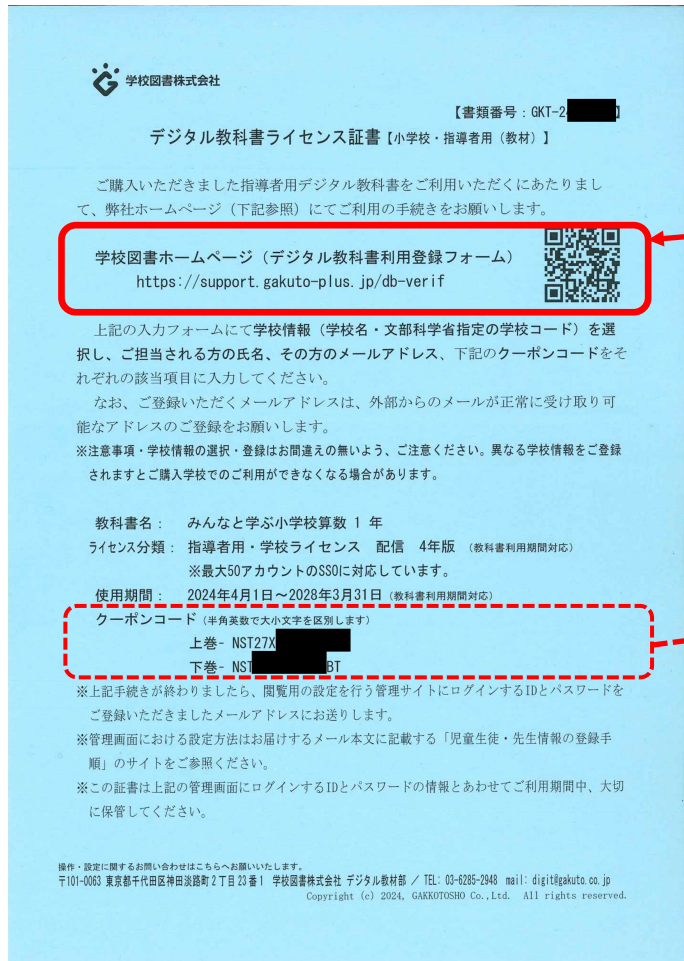 学校図書株式会社
【書類番号：GKT-2
デジタル教科書ライセンス証書【小学校・指導者用（教材）】
ご購入いただきました指導者用デジタル教科書をご利用いただくにあたりまし
て、弊社ホームページ（下記参照）にてご利用の手続きをお願いします。
学校図書ホームページ（デジタル教科書利用登録フォーム）
https://support.gakuto-plus.jp/db-verif
上記の入力フォームにて学校情報（学校名・文部科学省指定の学校コード）を選
択し、ご担当される方の氏名、その方のメールアドレス、下記のクーポンコードをそ
れぞれの該当項目に入力してください。
なお、ご登録いただくメールアドレスは、外部からのメールが正常に受け取り可
能なアドレスのご登録をお願いします。
※注意事項・学校情報の選択・登録はお間違えの無いよう、ご注意ください。異なる学校情報をご登録
されますとご購入学校でのご利用ができなくなる場合があります。
教科書名： みんなと学ぶ小学校算数 1 年
ライセンス分類： 指導者用・学校ライセンス 配信 4年版 （教科書利用期間対応）
※最大50アカウントのSSOに対応しています。
使用期間： 2024年4月1日～2028年3月31日（教科書利用期間対応）
クーポンコード（半角英数で大小文字を区別します）
上巻- NST27X
下巻- NST BT
※上記手続きが終わりましたら、閲覧用の設定を行う管理サイトにログインするIDとパスワードを
ご登録いただきましたメールアドレスにお送りします。
※管理画面における設定方法はお届けするメール本文に記載する「児童生徒・先生情報の登録手
順」のサイトをご参照ください。
※この証書は上記の管理画面にログインするIDとパスワードの情報とあわせてご利用期間中、大切
に保管してください。
操作・設定に関するお問い合わせはこちらへお願いいたします。
〒101-0063 東京都千代田区神田淡路町2丁目23番1 学校図書株式会社 デジタル教材部 ／ TEL: 03-6285-2948 mail: digit@gakuto.co.jp
Copyright (c) 2024, GAKKOTOSHO Co.,Ltd. All rights reserved.